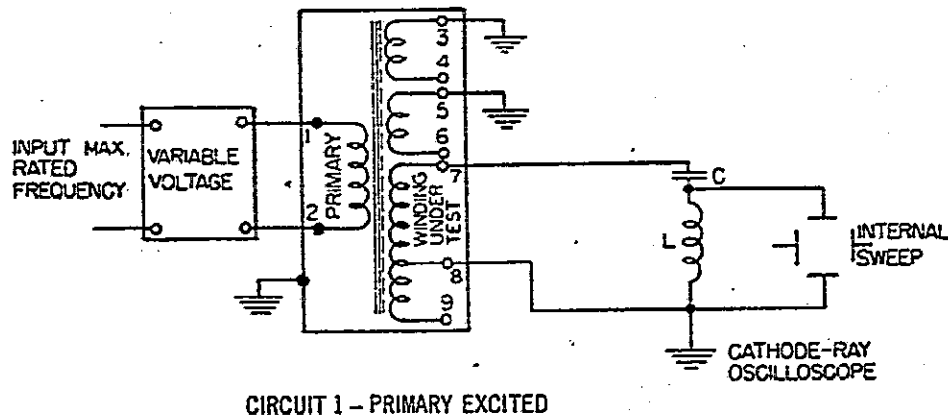 INPUT MAX.
RATED
FREQUENCY
VARIABLE
VOLTAGE
1
2
PRIMARY
3
4
5
6
7
WINDING
UNDER
TEST
8
9
C
L
INTERNAL
SWEEP
CATHODE-RAY
OSCILLOSCOPE
CIRCUIT 1 – PRIMARY EXCITED